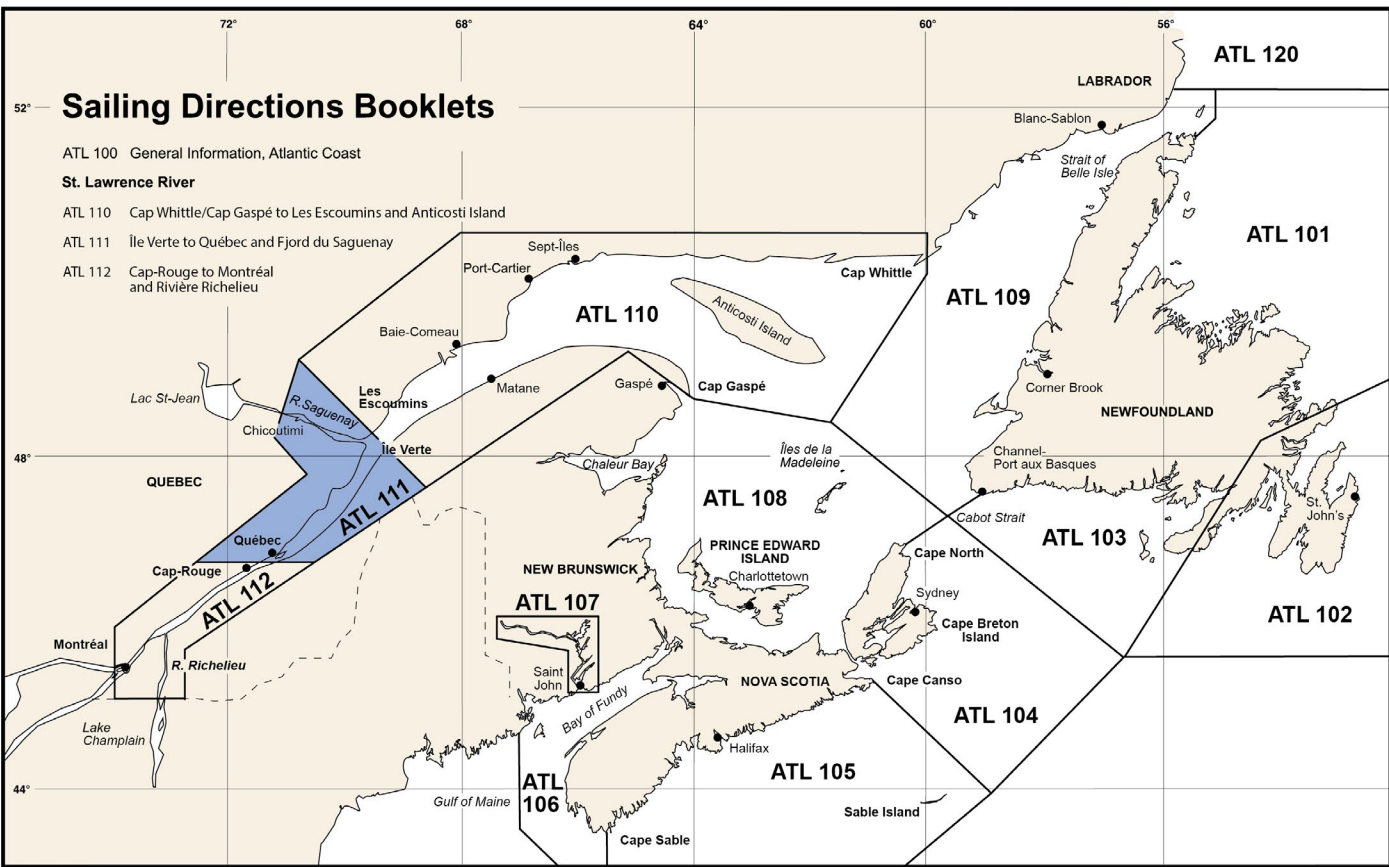 72°
68°
64°
60°
56°
ATL 120
LABRADOR
52°
Sailing Directions Booklets
Blanc-Sablon
ATL 100 General Information, Atlantic Coast
Strait of
Belle Isle
St. Lawrence River
ATL 110 Cap Whittle/Cap Gaspé to Les Escoumins and Anticosti Island
ATL 111 Île Verte to Québec and Fjord du Saguenay
ATL 112 Cap-Rouge to Montréal
and Rivière Richelieu
ATL 101
Sept-Îles
Port-Cartier
Cap Whittle
ATL 109
Anticosti Island
ATL 110
Baie-Comeau
Corner Brook
Matane
Gaspé
Cap Gaspé
Les
Escoumins
Lac St-Jean
R.Saguenay
Chicoutimi
NEWFOUNDLAND
Île Verte
48°
Chaleur Bay
Îles de la
Madeleine
Channel-
Port aux Basques
QUEBEC
ATL 111
ATL 108
St.
John's
Cabot Strait
Québec
ATL 103
Cap-Rouge
PRINCE EDWARD
ISLAND
Cape North
NEW BRUNSWICK
Charlottetown
ATL 112
ATL 107
Sydney
Cape Breton
Island
ATL 102
Montréal
R. Richelieu
Saint
John
NOVA SCOTIA
Cape Canso
Bay of Fundy
ATL 104
Lake
Champlain
Halifax
ATL 105
44°
Gulf of Maine
ATL
106
Sable Island
Cape Sable